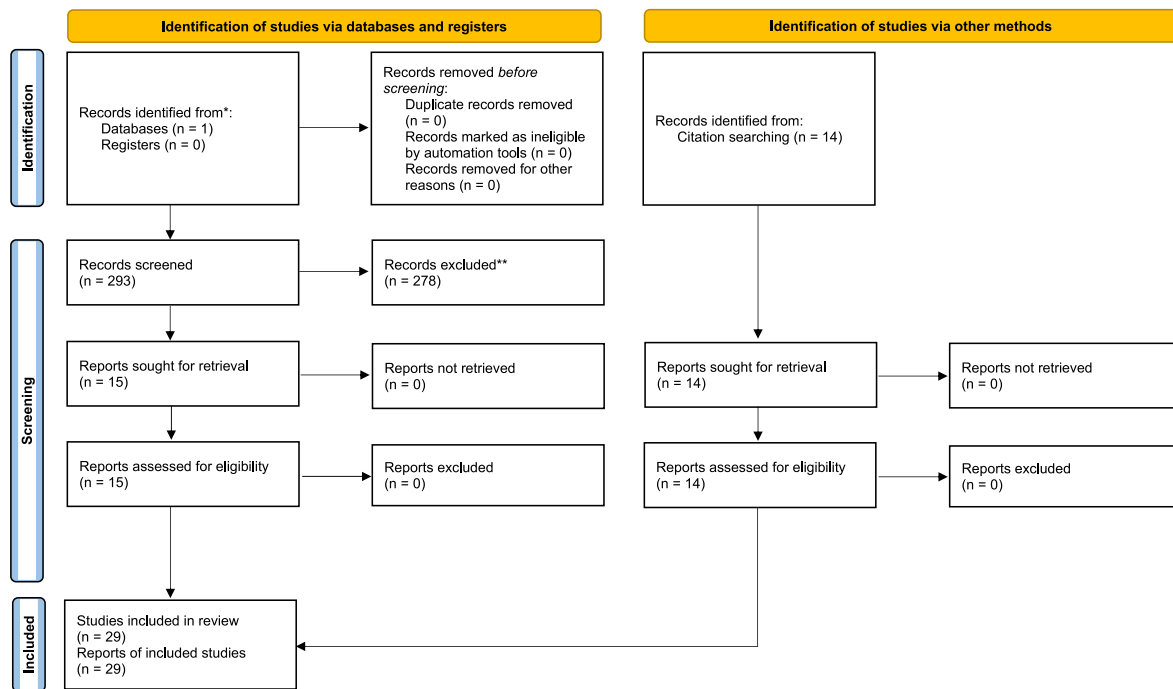 Identification of studies via databases and registers
Identification of studies via other methods
Identification
Records identified from*:
Databases (n = 1)
Registers (n = 0)
Records removed before
screening:
Duplicate records removed
(n = 0)
Records marked as ineligible
by automation tools (n = 0)
Records removed for other
reasons (n = 0)
Records identified from:
Citation searching (n = 14)
Screening
Records screened
(n = 293)
Records excluded**
(n = 278)
Reports sought for retrieval
(n = 15)
Reports not retrieved
(n = 0)
Reports sought for retrieval
(n = 14)
Reports not retrieved
(n = 0)
Reports assessed for eligibility
(n = 15)
Reports excluded
(n = 0)
Reports assessed for eligibility
(n = 14)
Reports excluded
(n = 0)
Included
Studies included in review
(n = 29)
Reports of included studies
(n = 29)